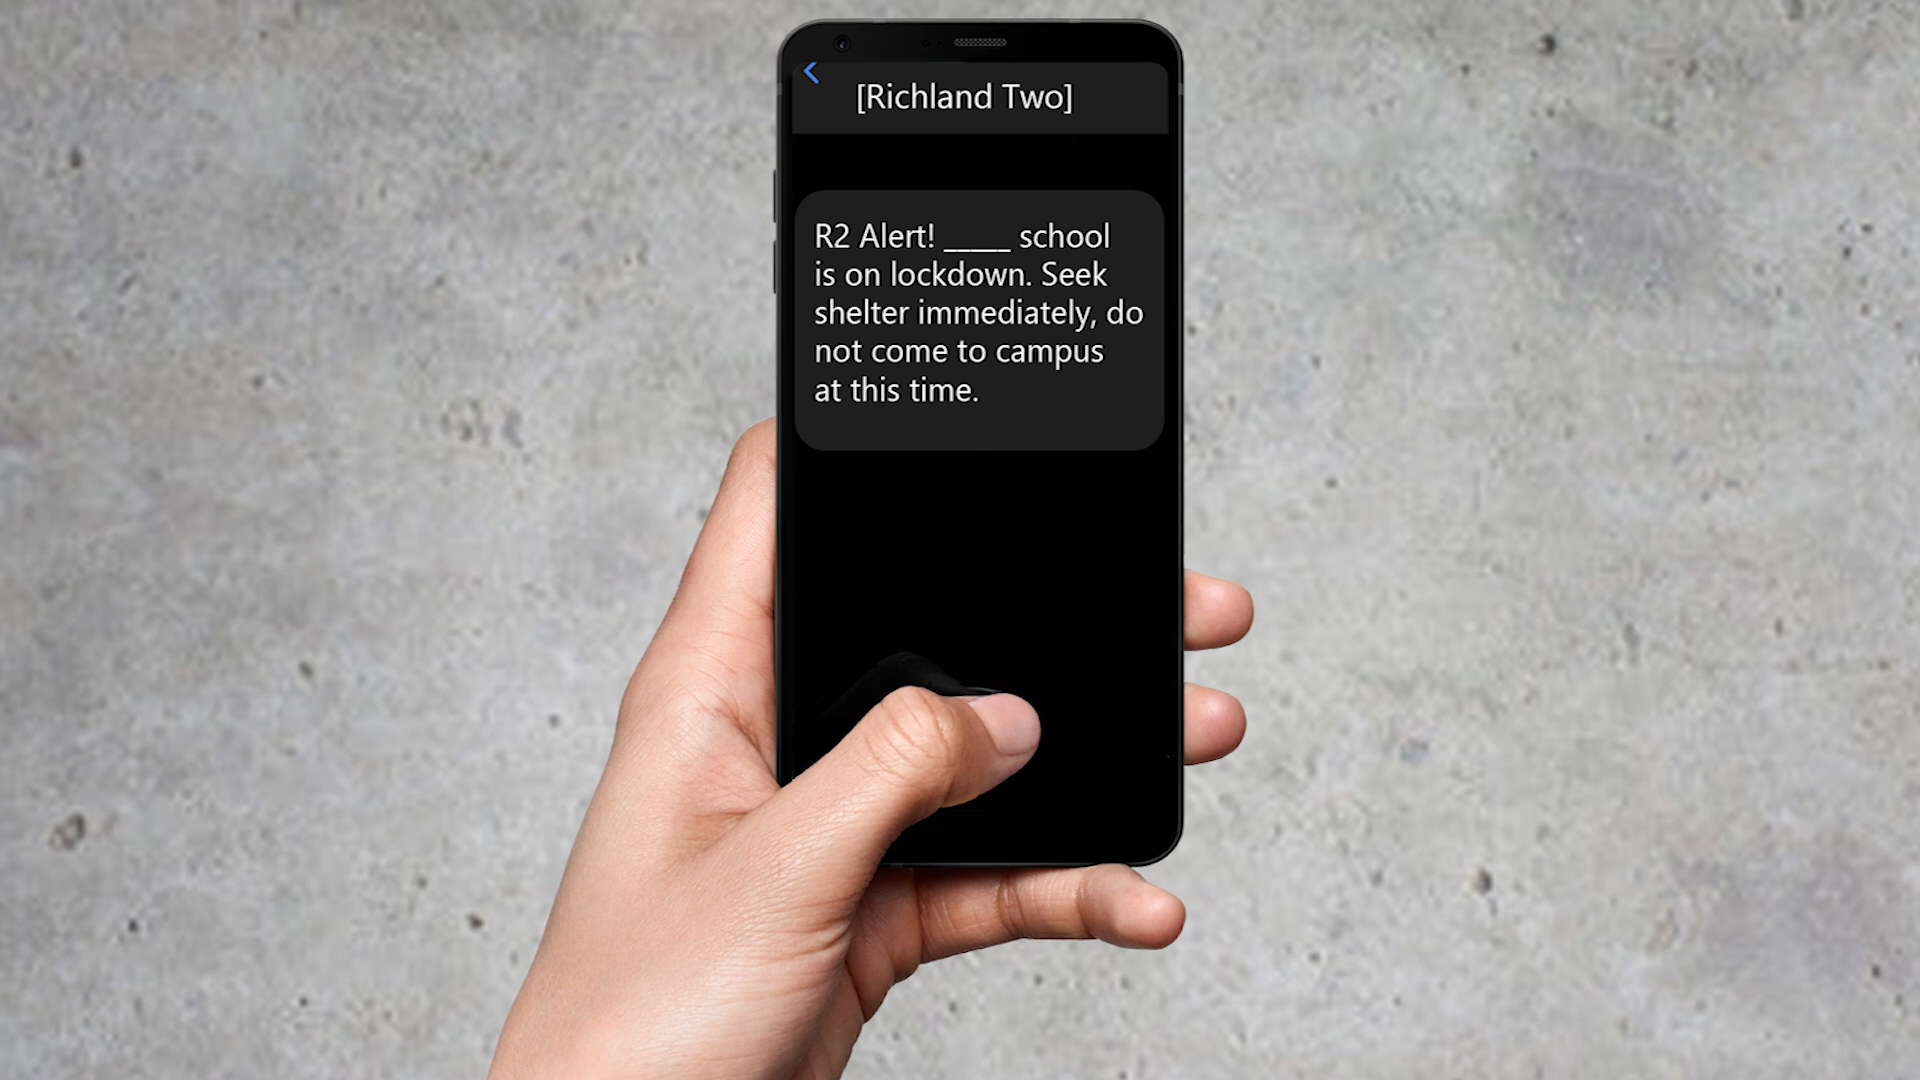 [Richland Two]
R2 Alert! _____ school
is on lockdown. Seek
shelter immediately, do
not come to campus
at this time.